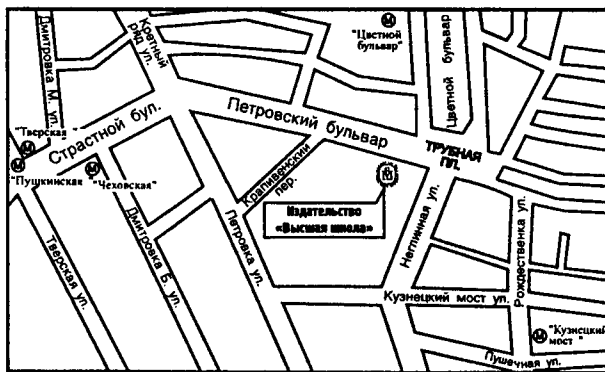 Дмитровка М. ул.
Каретный
ряд ул.
М
"Цветной
бульвар"
Цветной бульвар
Страстной бул.
Петровский бульвар
ТРУБНАЯ
ПЛ.
М
"Тверская"
М
"Пушкинская
М
"Чеховская"
Крапивенский
пер.
Издательство
«Высшая школа»
Неглинная ул.
Рождественка ул.
Тверская ул.
Дмитровка Б. ул.
Петровка ул.
Кузнецкий мост ул.
М
"Кузнецкий
мост"
Пушечная ул.